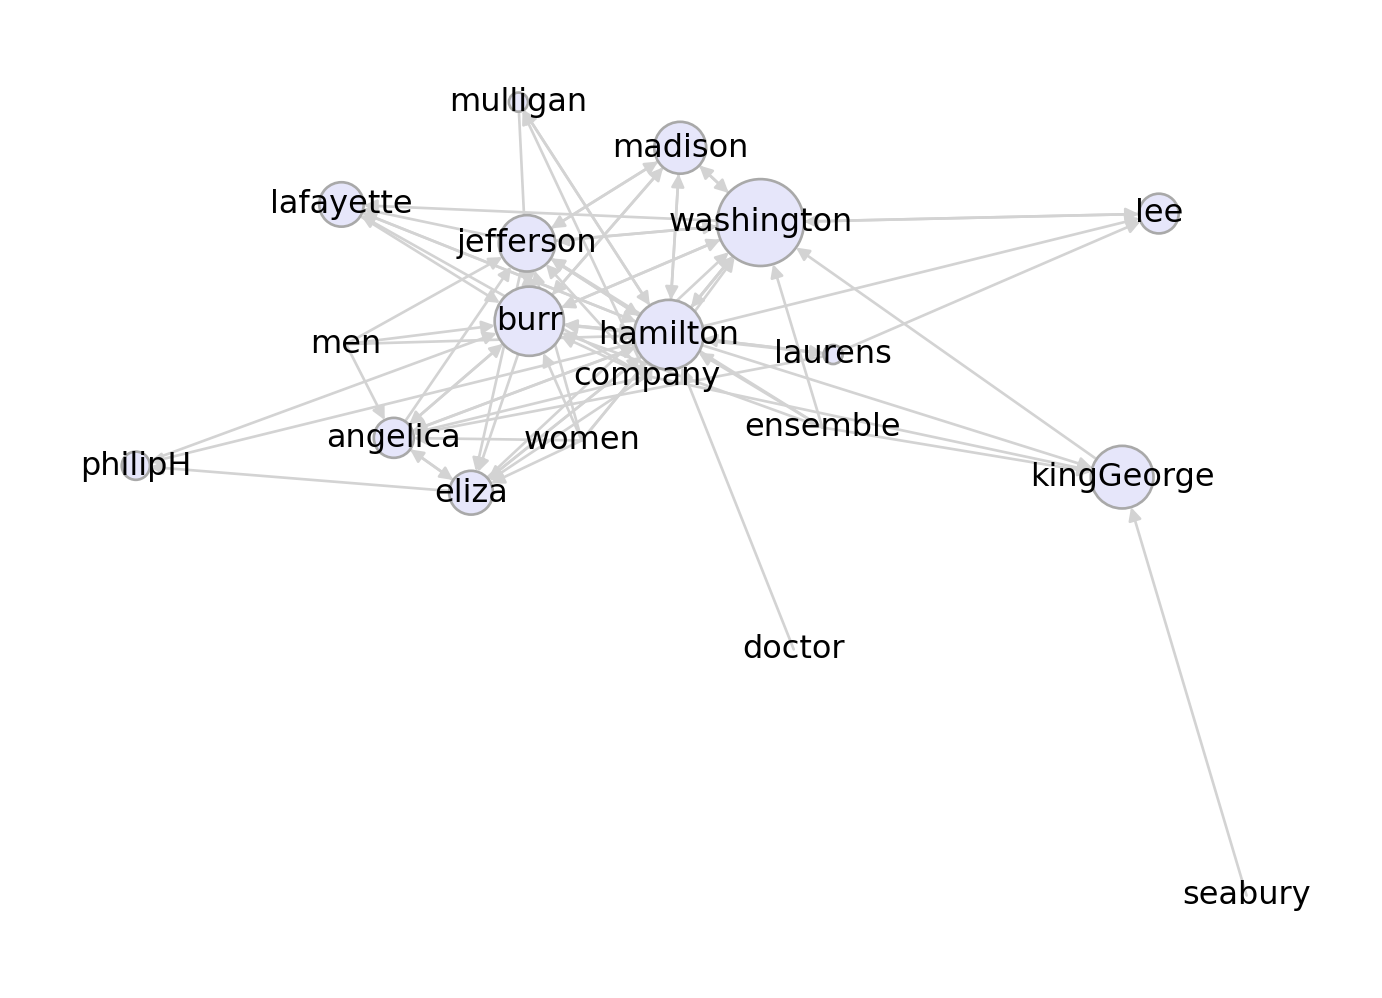 mulligan
madison
lafayette
washington
lee
jefferson
burr
hamilton
men
laurens
company
ensemble
angelica
women
philipH
eliza
kingGeorge
doctor
seabury